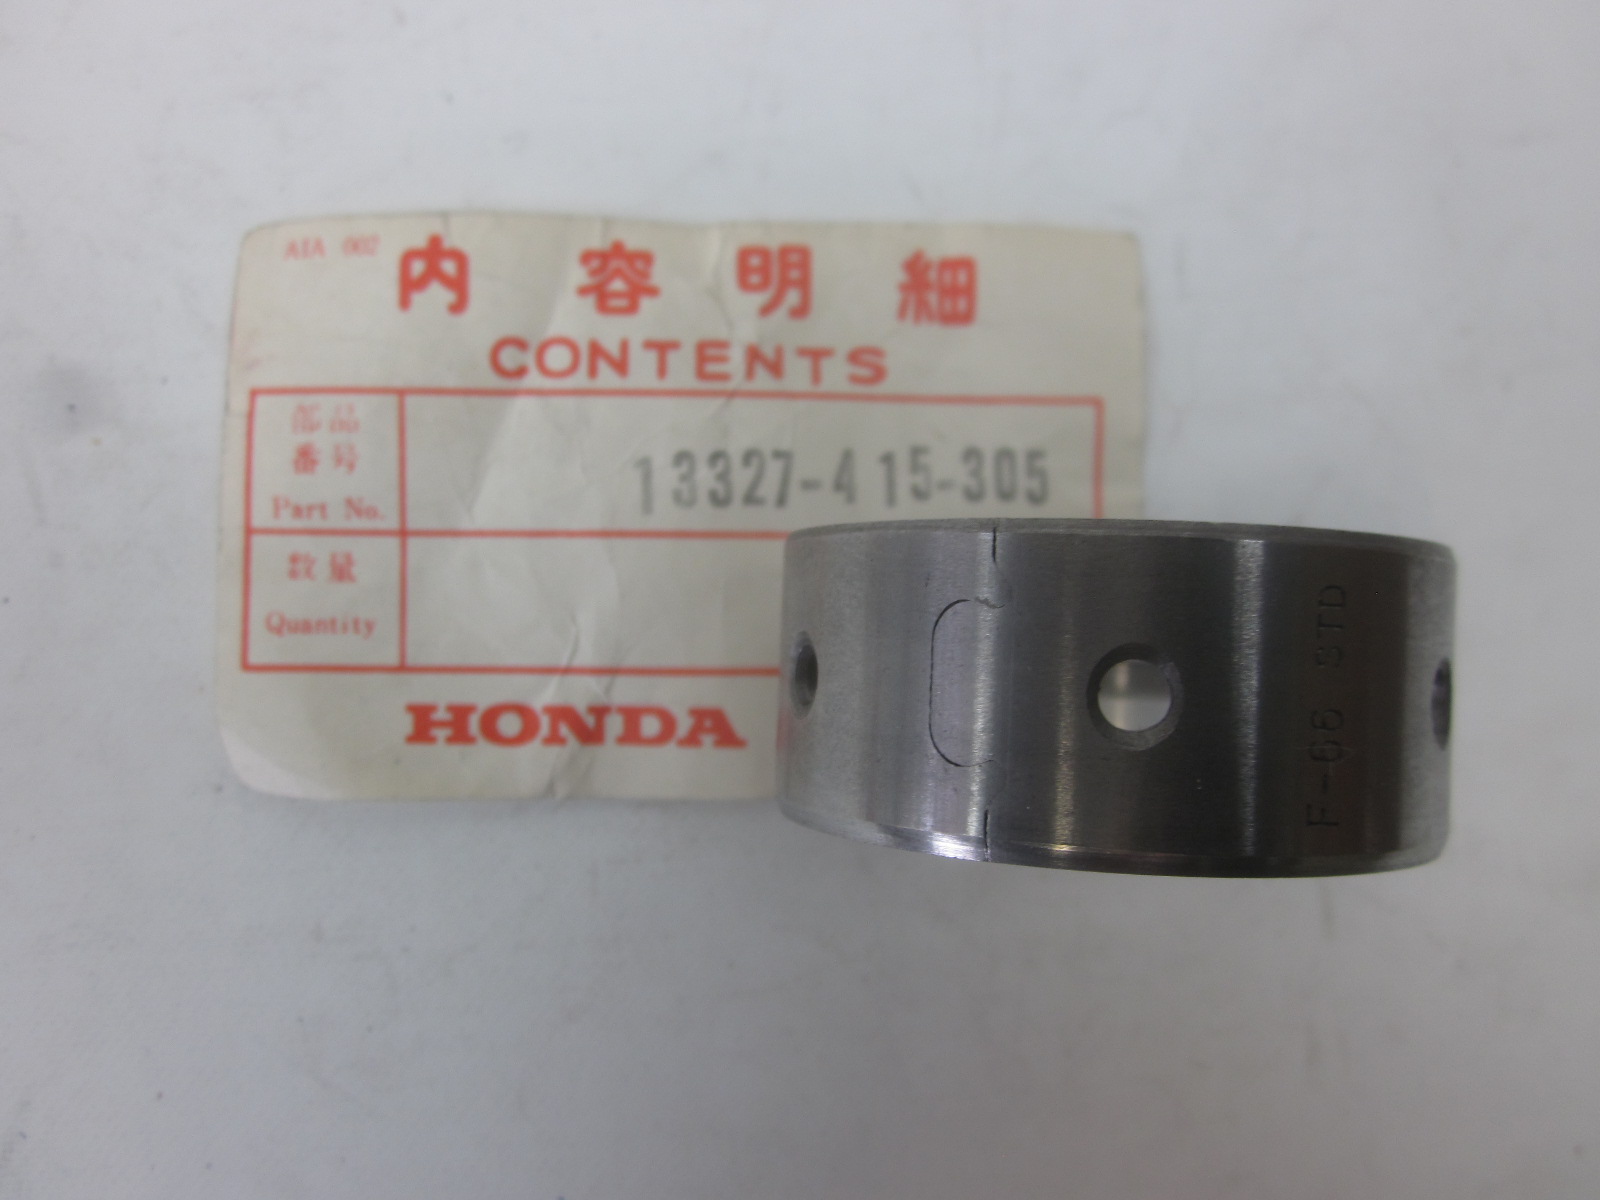 AIA 002
内容明細
CONTENTS
部品
番号
Part No.
13327-415-305
数量
Quantity
HONDA
F-66 STD